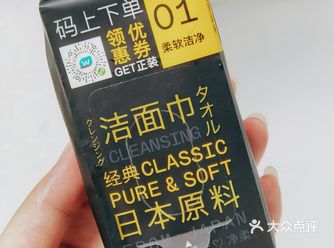 码上下单
领优
惠券
GET正装
01
柔软洁净
洁面巾
タオル
クレンジング
CLEANSING
经典CLASSIC
PURE & SOFT
日本原料
大众点评